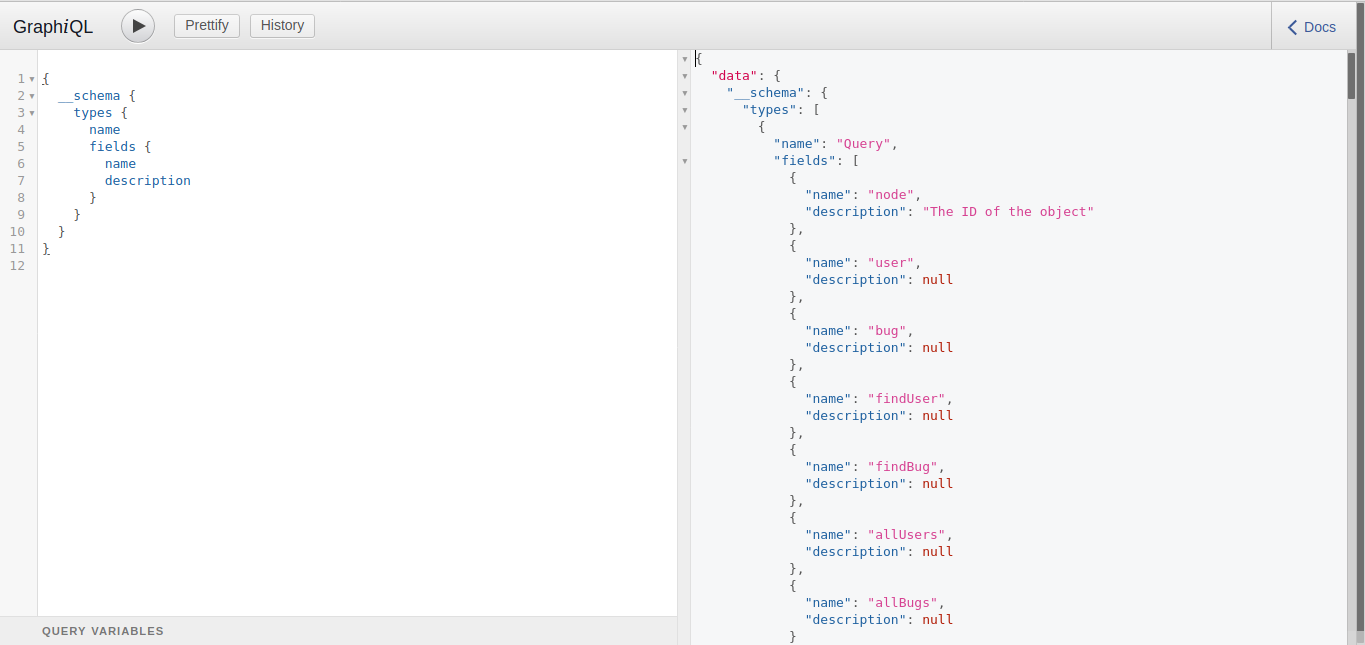 GraphiQL
Prettify
History
Docs
1 {
2   __schema {
3     types {
4       name
5       fields {
6         name
7         description
8       }
9     }
10   }
11 }
12
QUERY VARIABLES
{
  "data": {
    "__schema": {
      "types": [
        {
          "name": "Query",
          "fields": [
            {
              "name": "node",
              "description": "The ID of the object"
            },
            {
              "name": "user",
              "description": null
            },
            {
              "name": "bug",
              "description": null
            },
            {
              "name": "findUser",
              "description": null
            },
            {
              "name": "findBug",
              "description": null
            },
            {
              "name": "allUsers",
              "description": null
            },
            {
              "name": "allBugs",
              "description": null
            }